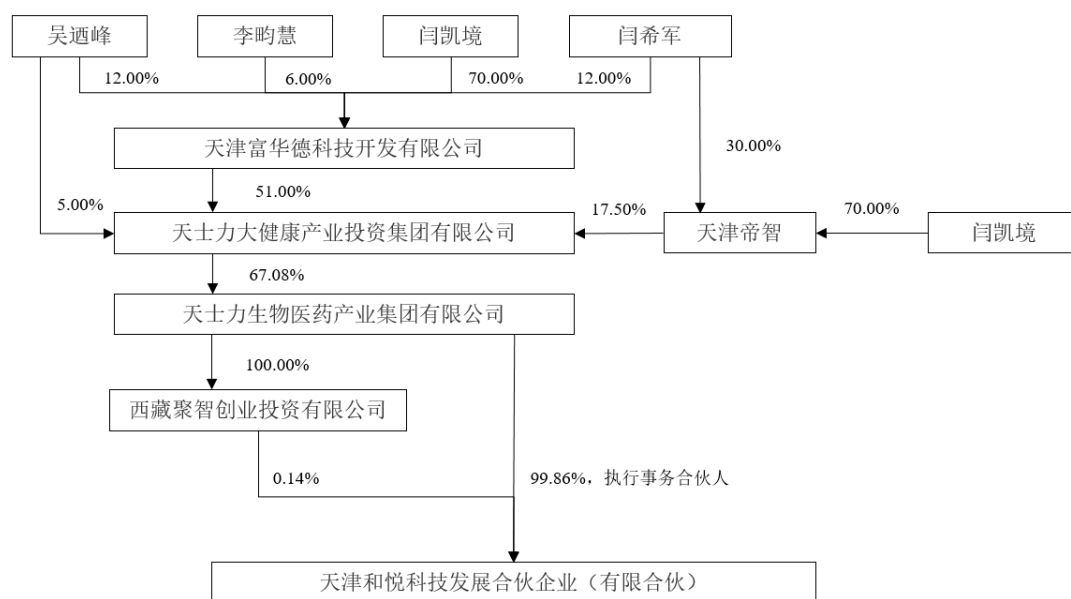 吴迺峰
李畇慧
闫凯境
闫希军
12.00%
6.00%
70.00%
12.00%
天津富华德科技开发有限公司
30.00%
51.00%
5.00%
17.50%
70.00%
天士力大健康产业投资集团有限公司
天津帝智
闫凯境
67.08%
天士力生物医药产业集团有限公司
100.00%
西藏聚智创业投资有限公司
0.14%
99.86%，执行事务合伙人
天津和悦科技发展合伙企业（有限合伙）